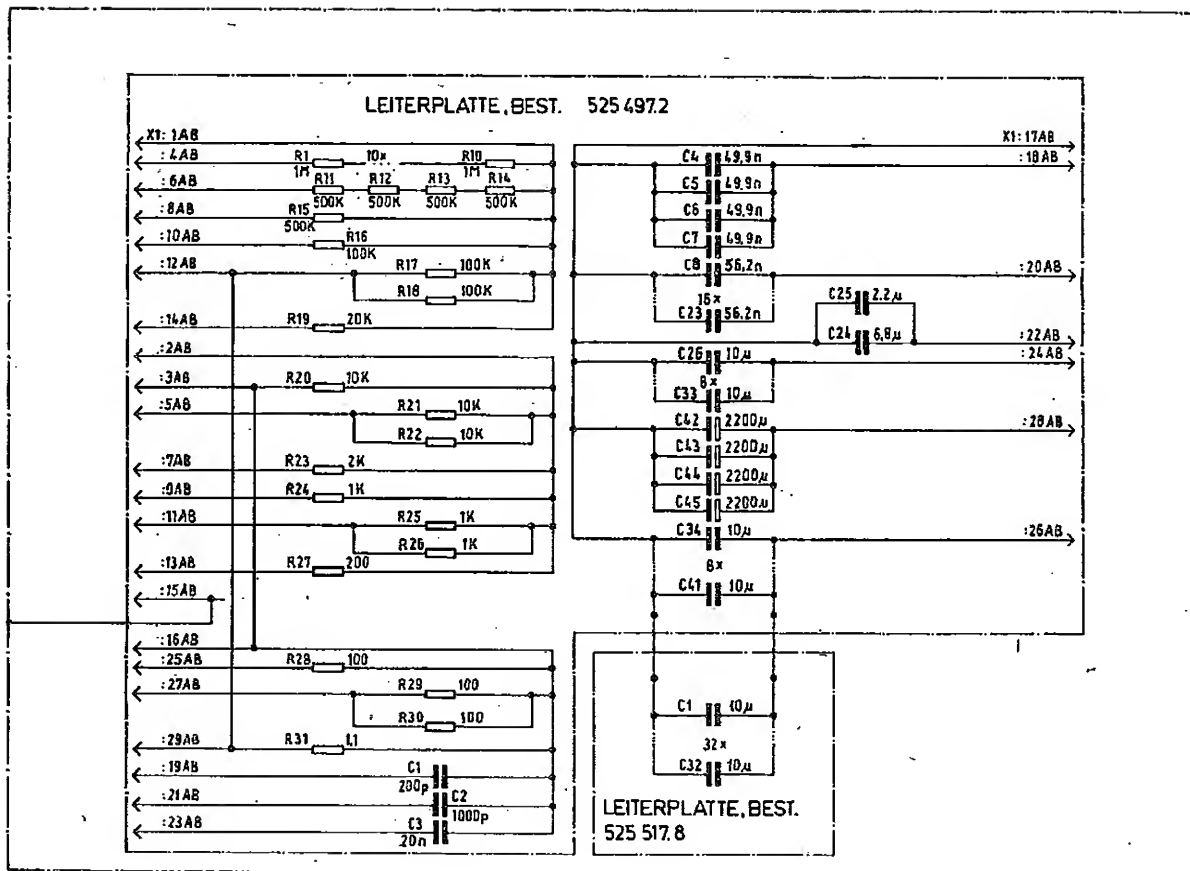 LEITERPLATTE, BEST. 525 497.2
X1: 1AB
:4AB R1 1M 10x R10 1M
:6AB R11 500K R12 500K R13 500K R14 500K
:8AB R15 500K
:10AB R16 100K
:12AB R17 100K
R18 100K
:14AB R19 20K
:2AB
:3AB R20 10K
:5AB R21 10K
R22 10K
:7AB R23 2K
:9AB R24 1K
:11AB R25 1K
R26 1K
:13AB R27 200
:15AB
:16AB
:25AB R28 100
:27AB R29 100
R30 100
:29AB R31 1,1
:19AB C1 200p
:21AB C2 1000p
:23AB C3 20n
X1: 17AB
C4 49,9n :18AB
C5 49,9n
C6 49,9n
C7 49,9n
C8 56,2n :20AB
16x
C23 56,2n
C25 2,2µ
C24 6,8µ :22AB
C26 10µ :24AB
8x
C33 10µ
C42 2200µ :28AB
C43 2200µ
C44 2200µ
C45 2200µ
C34 10µ :26AB
8x
C41 10µ
C1 10µ
32x
C32 10µ
LEITERPLATTE, BEST.
525 517.8